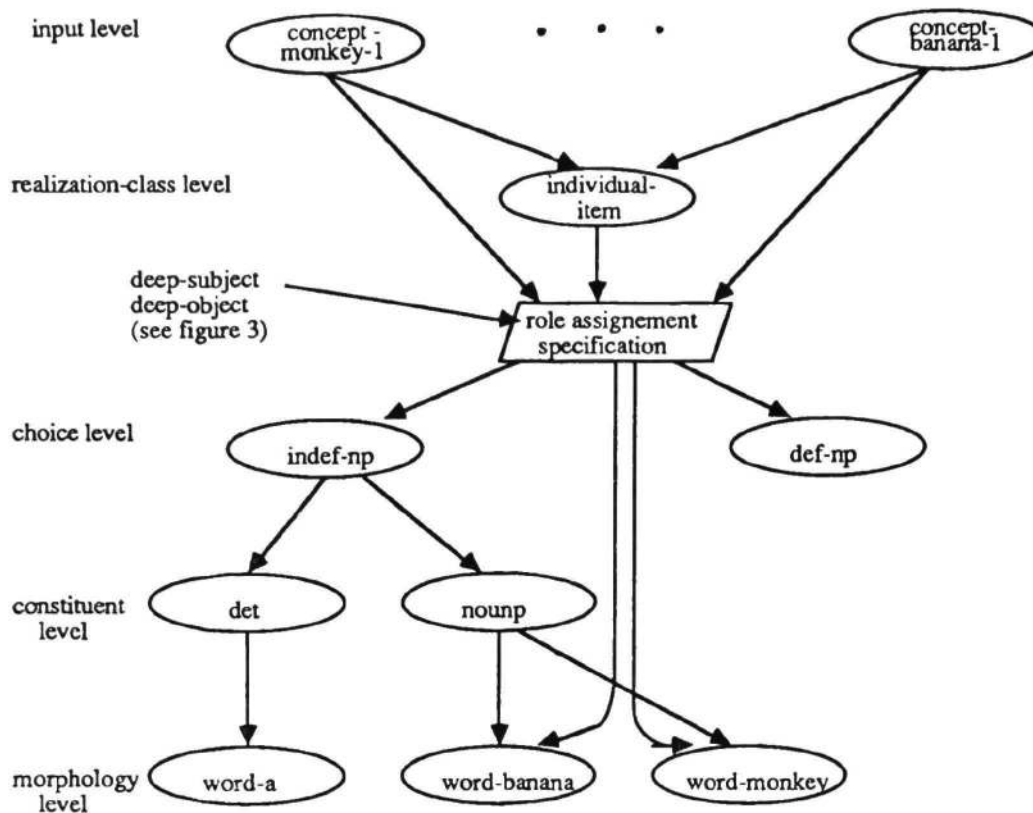 input level
concept -
monkey-1
. . .
concept-
banana-1
realization-class level
individual-
item
deep-subject
deep-object
(see figure 3)
role assignement
specification
choice level
indef-np
def-np
constituent
level
det
nounp
morphology
level
word-a
word-banana
word-monkey